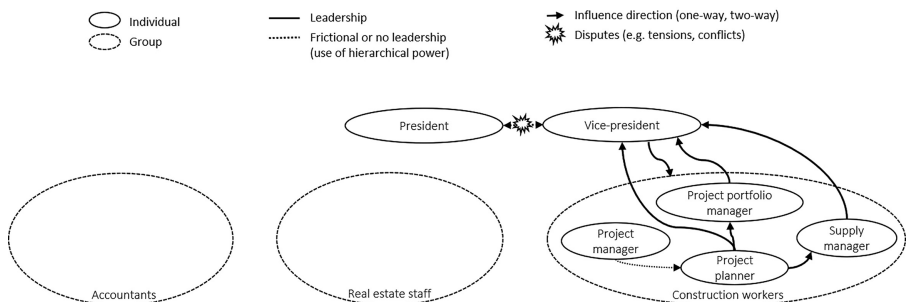 Individual
Group
Leadership
Frictional or no leadership
(use of hierarchical power)
Influence direction (one-way, two-way)
Disputes (e.g. tensions, conflicts)
President
Vice-president
Project portfolio
manager
Project
manager
Supply
manager
Project
planner
Accountants
Real estate staff
Construction workers